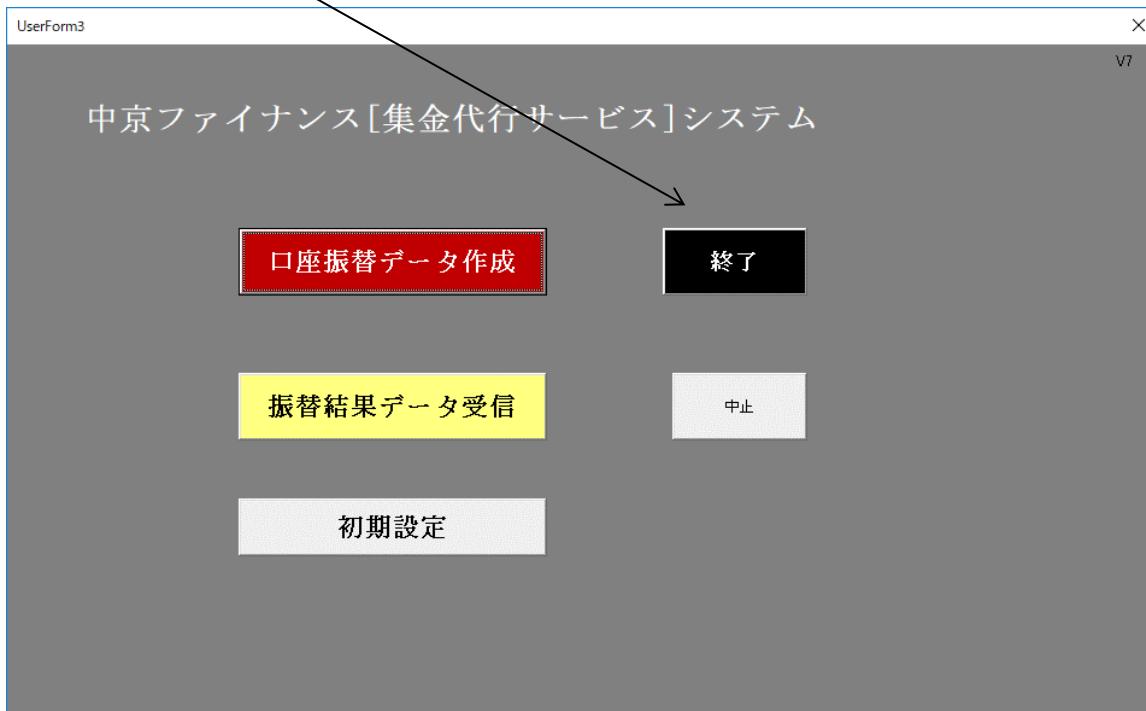 UserForm3
V7
中京ファイナンス[集金代行サービス]システム
口座振替データ作成
終了
振替結果データ受信
中止
初期設定